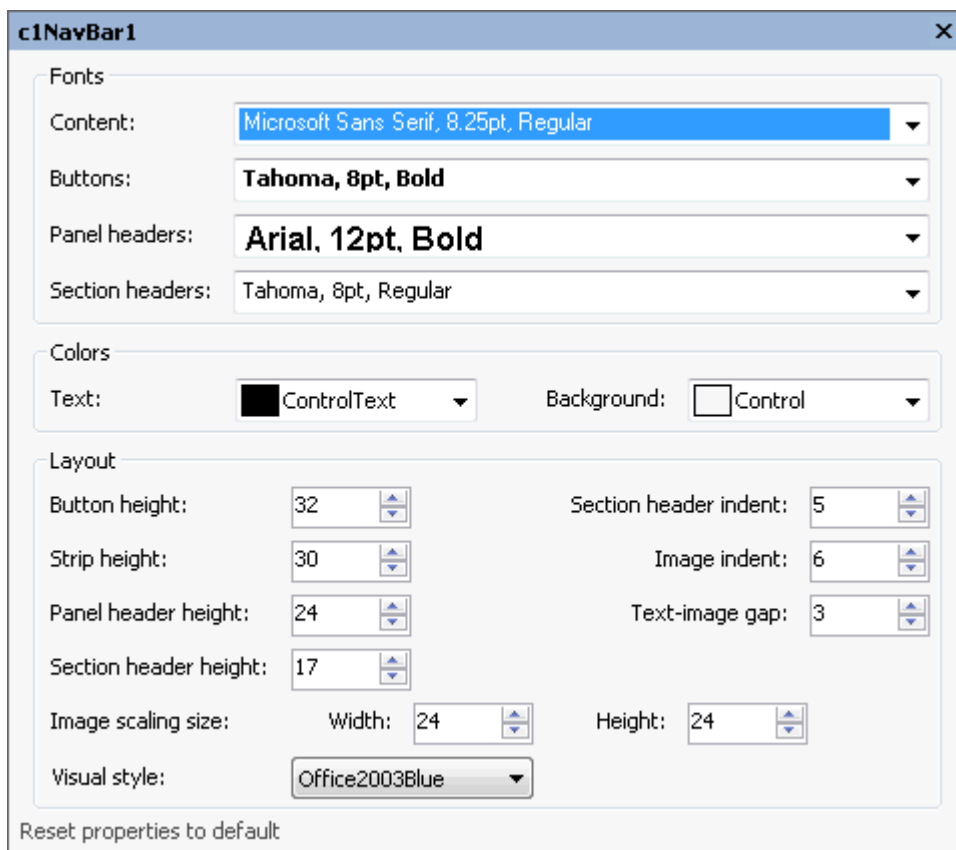 c1NavBar1
Fonts
Content: Microsoft Sans Serif, 8.25pt, Regular
Buttons: Tahoma, 8pt, Bold
Panel headers: Arial, 12pt, Bold
Section headers: Tahoma, 8pt, Regular
Colors
Text: ControlText Background: Control
Layout
Button height: 32 Section header indent: 5
Strip height: 30 Image indent: 6
Panel header height: 24 Text-image gap: 3
Section header height: 17
Image scaling size: Width: 24 Height: 24
Visual style: Office2003Blue
Reset properties to default